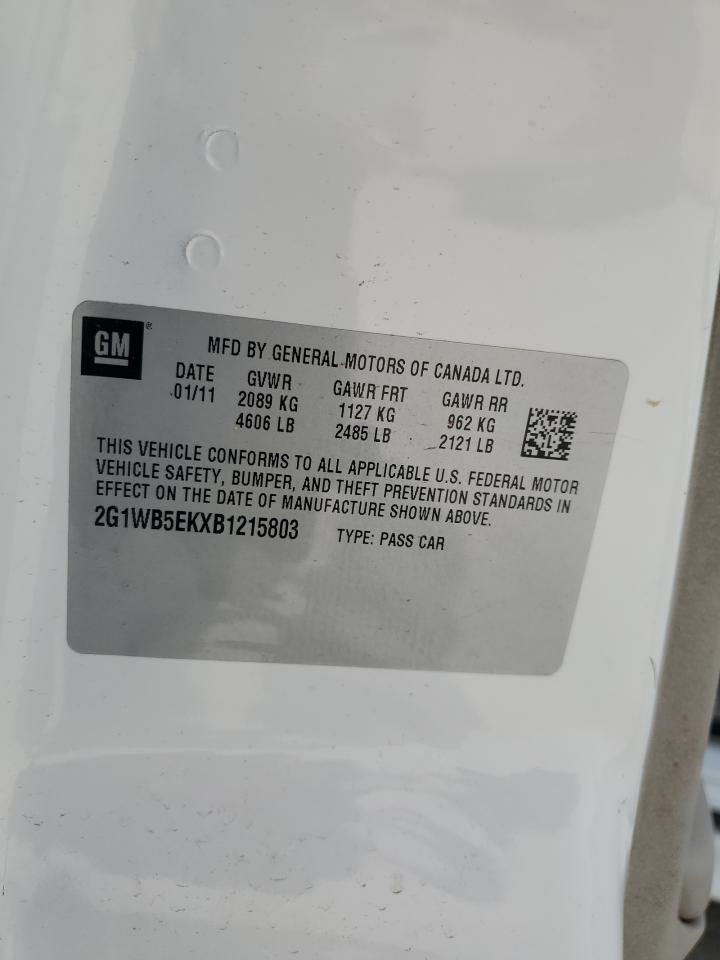 GM®
MFD BY GENERAL MOTORS OF CANADA LTD.
DATE GVWR GAWR FRT GAWR RR
01/11 2089 KG 1127 KG 962 KG
4606 LB 2485 LB 2121 LB
THIS VEHICLE CONFORMS TO ALL APPLICABLE U.S. FEDERAL MOTOR
VEHICLE SAFETY, BUMPER, AND THEFT PREVENTION STANDARDS IN
EFFECT ON THE DATE OF MANUFACTURE SHOWN ABOVE.
2G1WB5EKXB1215803 TYPE: PASS CAR